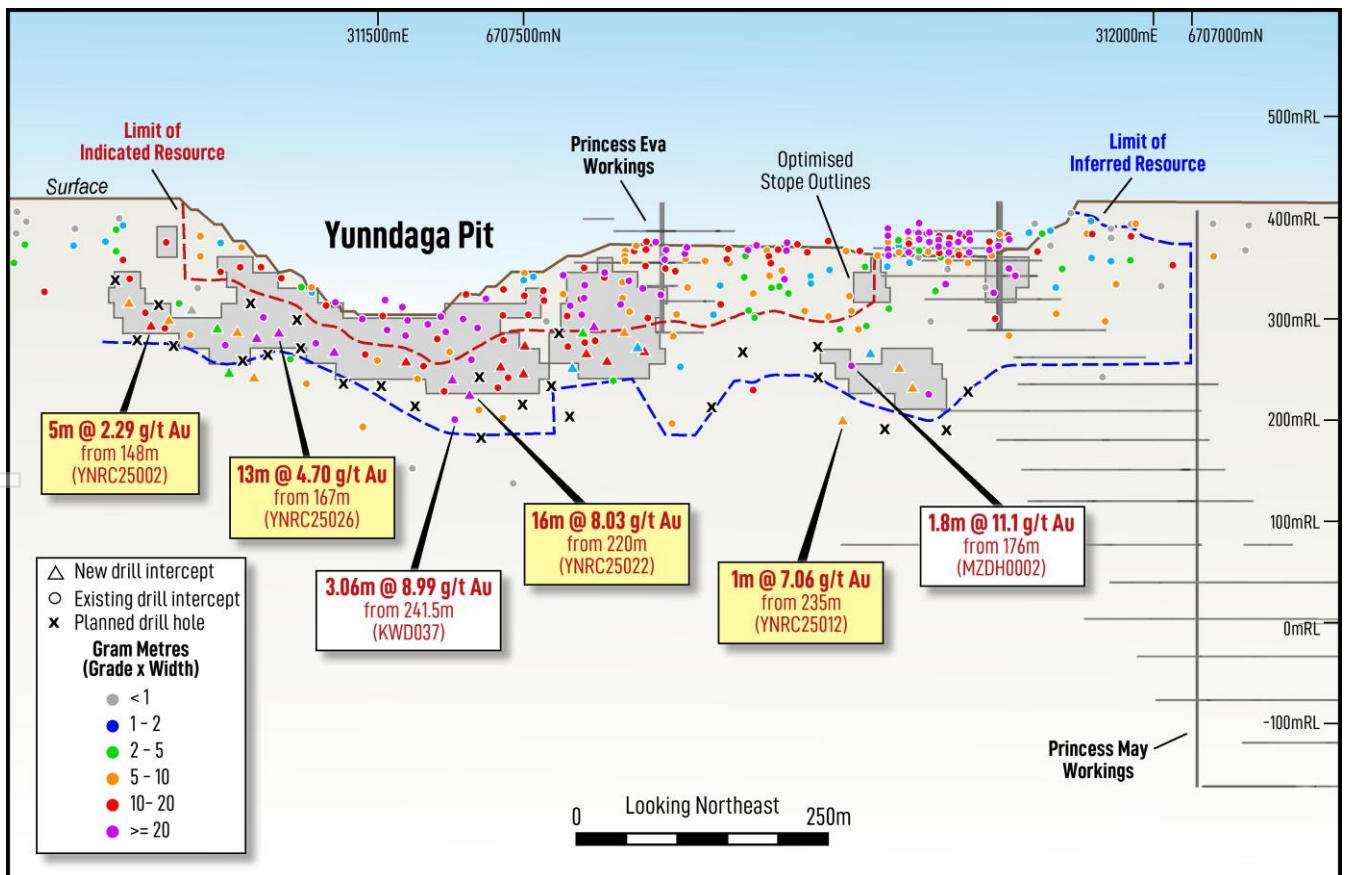 311500mE
6707500mN
312000mE
6707000mN
500mRL
Limit of
Indicated Resource
Princess Eva
Workings
Optimised
Stope Outlines
Limit of
Inferred Resource
Surface
Yunndaga Pit
400mRL
300mRL
200mRL
100mRL
0mRL
-100mRL
5m @ 2.29 g/t Au
from 148m
(YNRC25002)
13m @ 4.70 g/t Au
from 167m
(YNRC25026)
3.06m @ 8.99 g/t Au
from 241.5m
(KWD037)
16m @ 8.03 g/t Au
from 220m
(YNRC25022)
1m @ 7.06 g/t Au
from 235m
(YNRC25012)
1.8m @ 11.1 g/t Au
from 176m
(MZDH0002)
New drill intercept
Existing drill intercept
x Planned drill hole
Gram Metres
(Grade x Width)
< 1
1 - 2
2 - 5
5 - 10
10- 20
>= 20
Princess May
Workings
Looking Northeast
0 250m